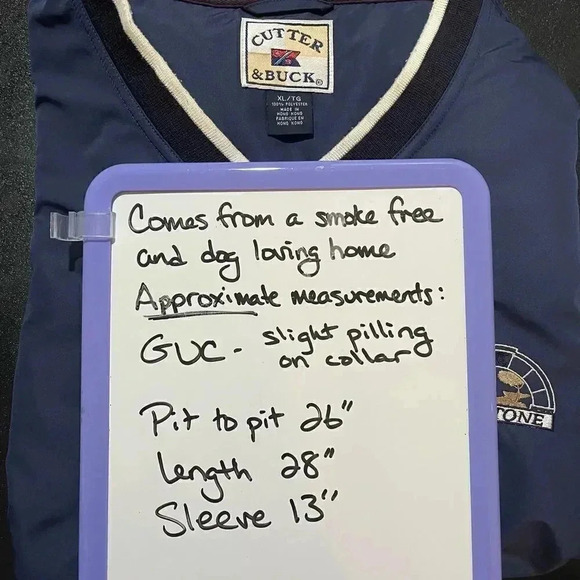 CUTTER
&BUCK®
XL/TG
100% POLYESTER
MADE IN
HONG KONG
FABRIQUE EN
HONG KONG
Comes from a smoke free
and dog loving home
Approximate measurements:
GUC - slight pilling
on collar
TONE
Pit to pit 26"
Length 28"
Sleeve 13"